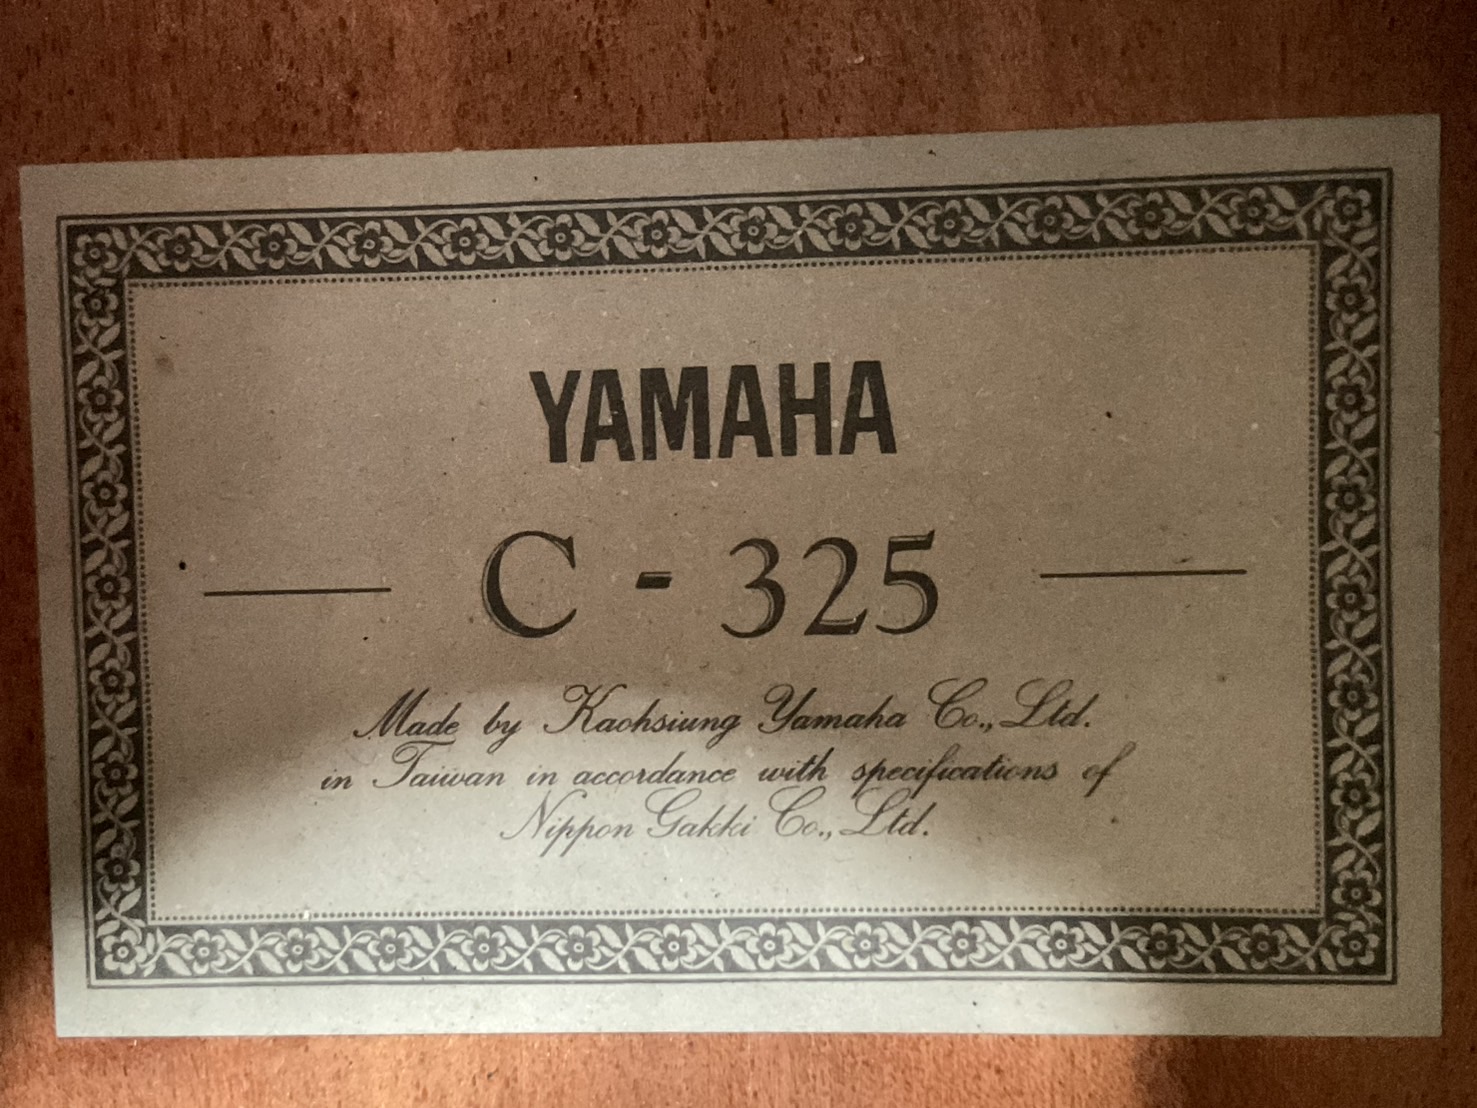 YAMAHA
C - 325
Made by Kaohsiung Yamaha Co., Ltd.
in Taiwan in accordance with specifications of
Nippon Gakki Co., Ltd.